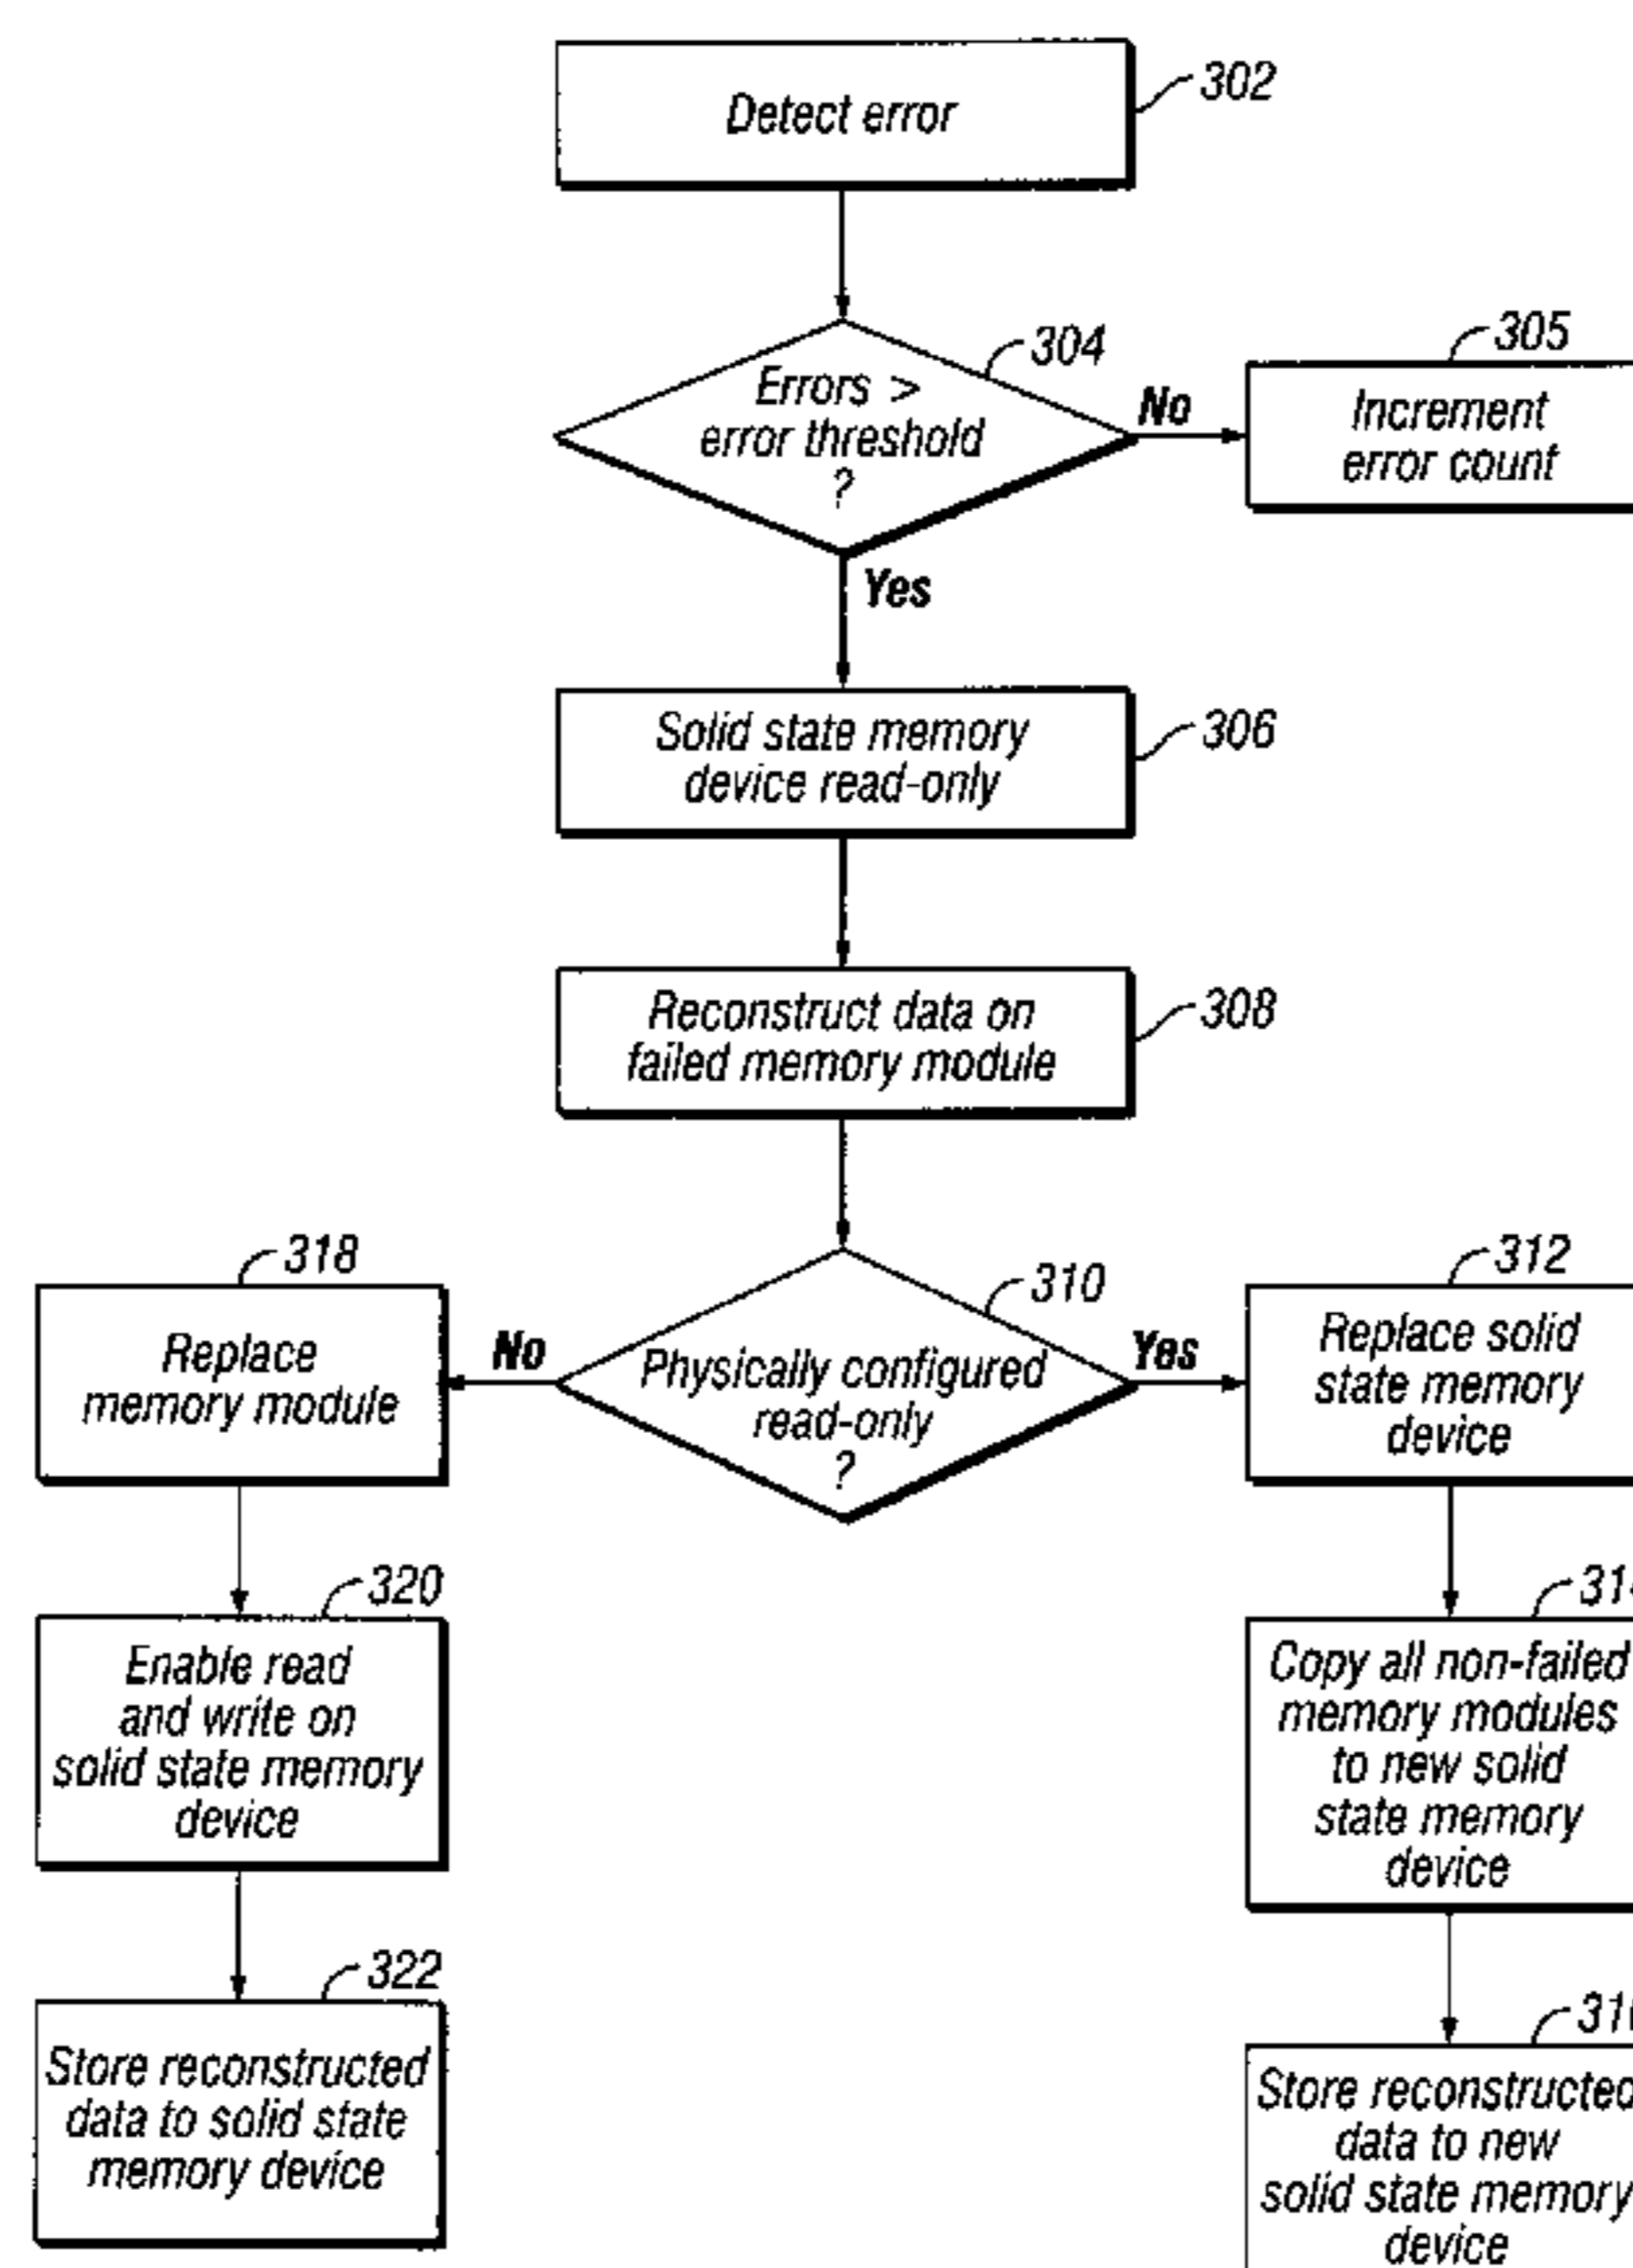 302
Detect error
304
Errors >
error threshold
?
No
305
Increment
error count
Yes
306
Solid state memory
device read-only
308
Reconstruct data on
failed memory module
310
Physically configured
read-only
?
No
Yes
318
Replace
memory module
312
Replace solid
state memory
device
320
Enable read
and write on
solid state memory
device
Copy all non-failed
memory modules
to new solid
state memory
device
322
Store reconstructed
data to solid state
memory device
Store reconstructed
data to new
solid state memory
device